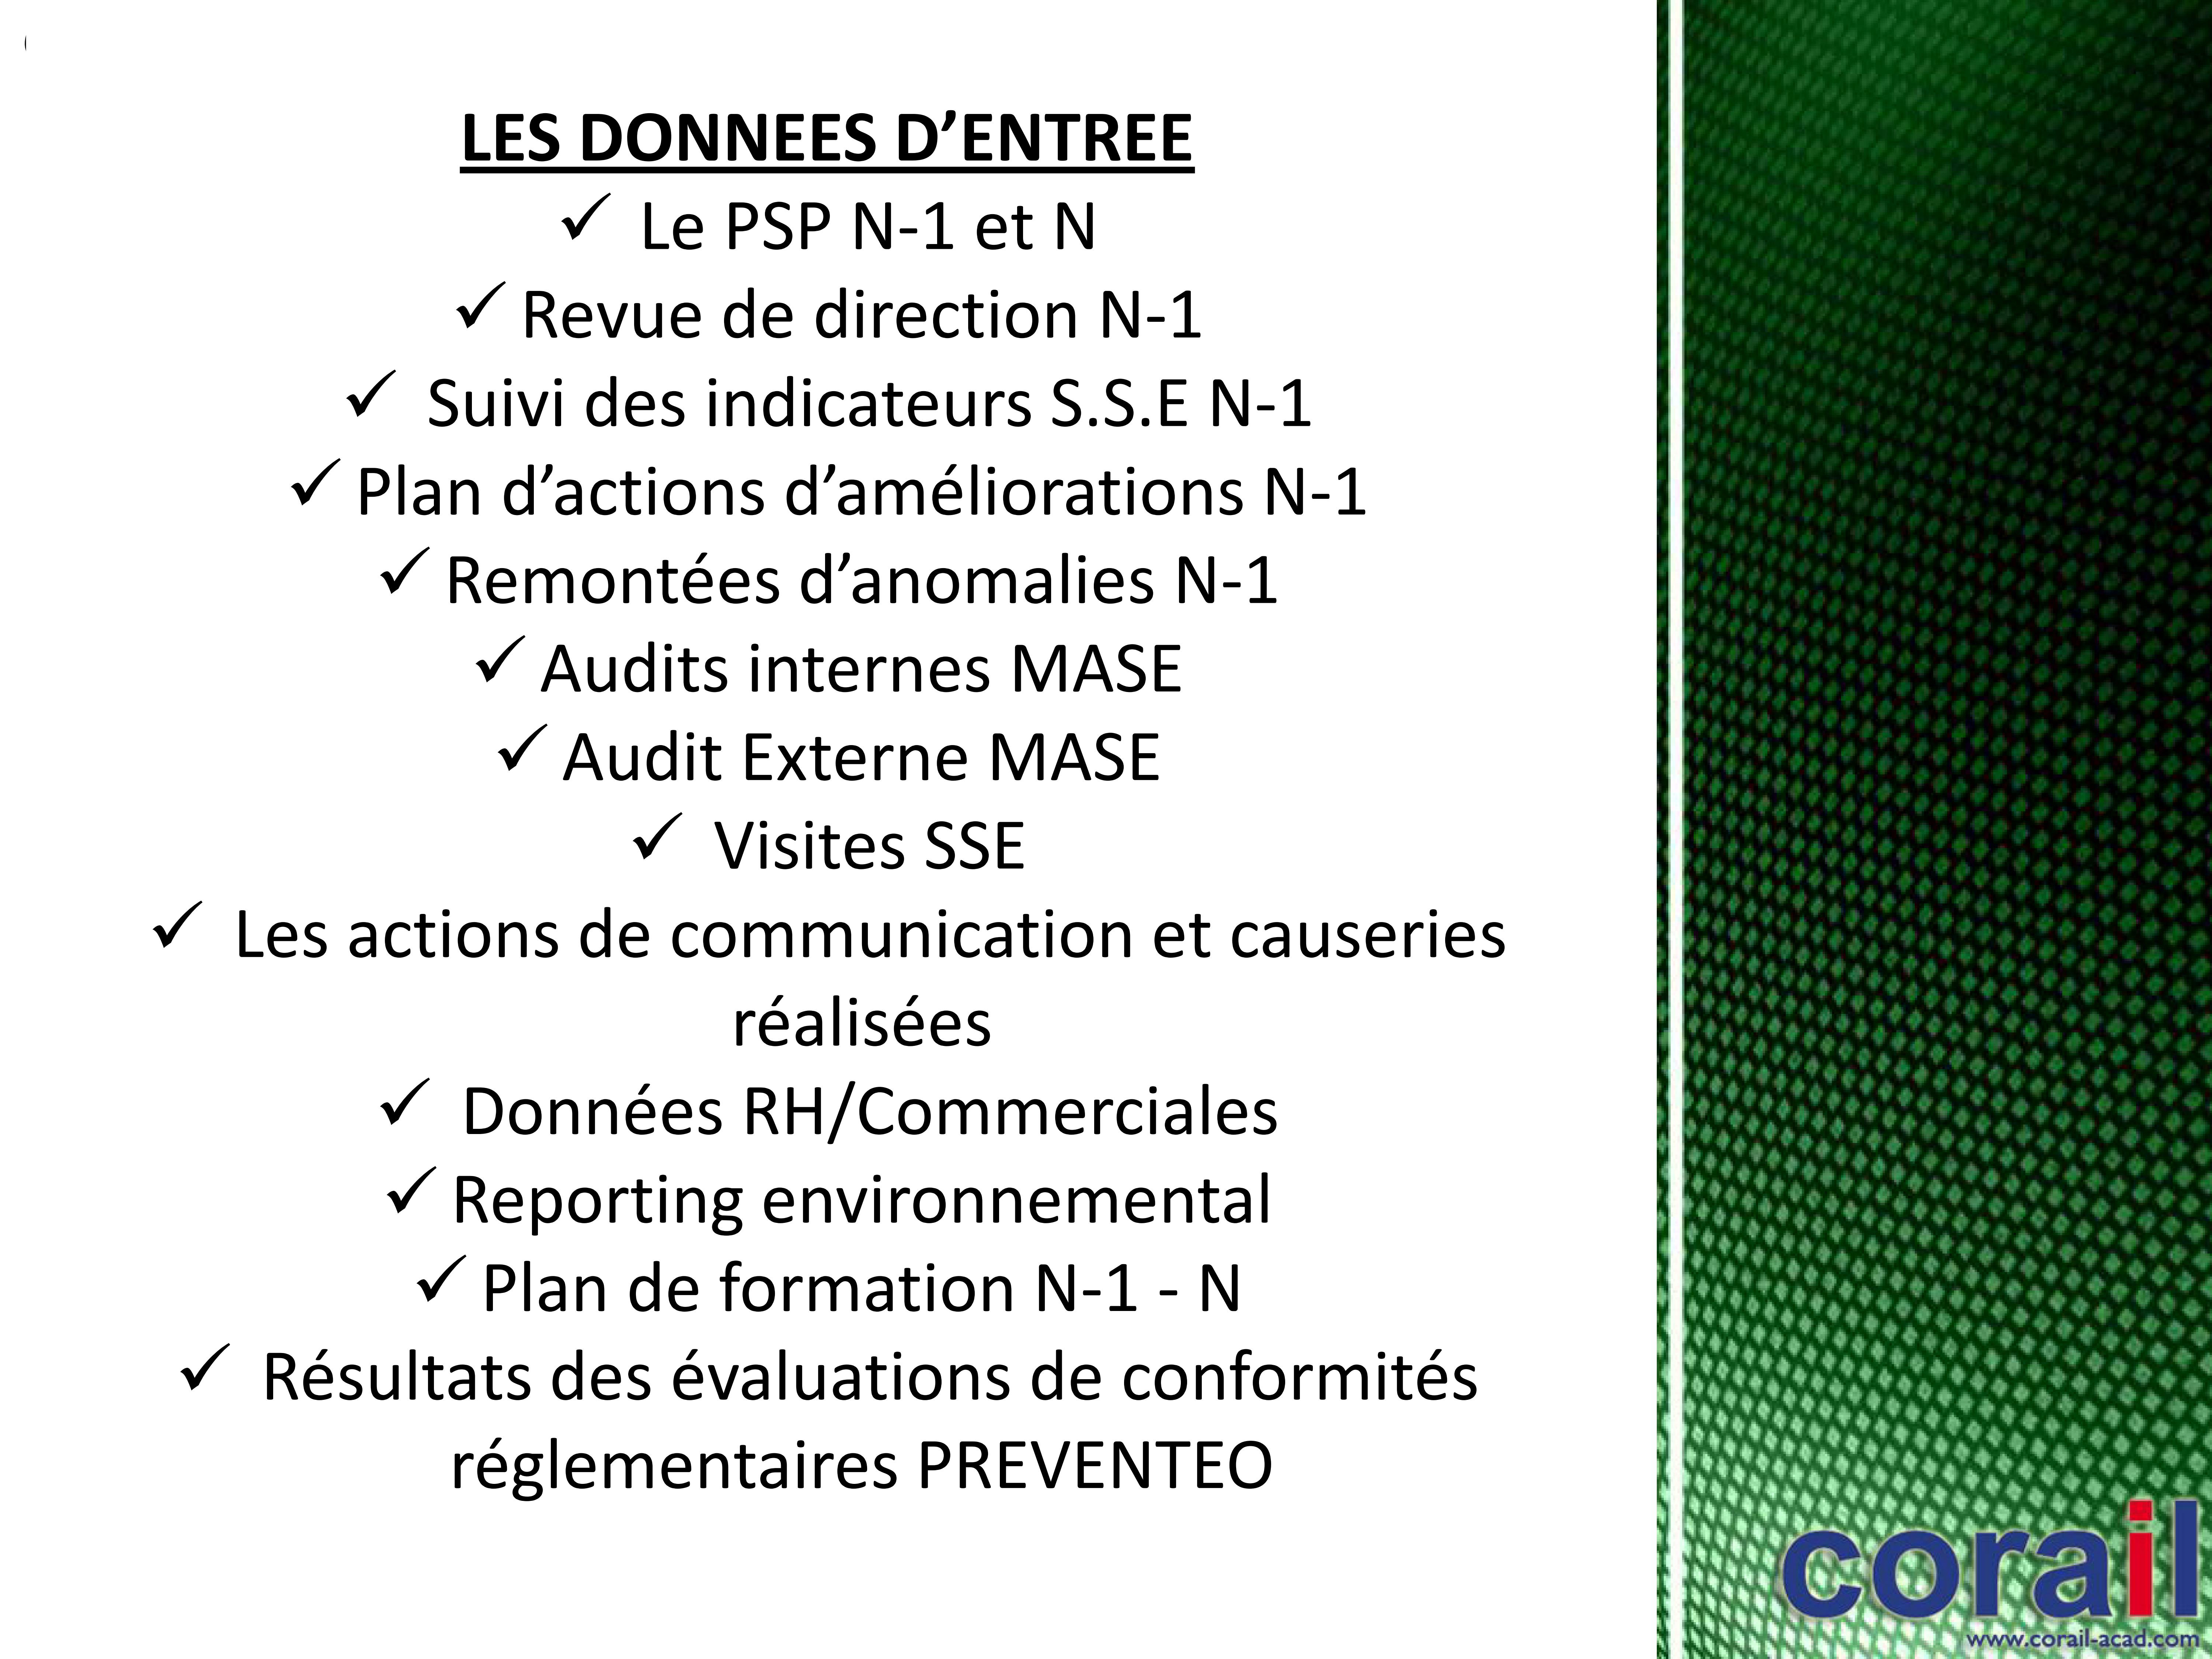 LES DONNEES D’ENTREE
✓ Le PSP N-1 et N
✓ Revue de direction N-1
✓ Suivi des indicateurs S.S.E N-1
✓ Plan d’actions d’améliorations N-1
✓ Remontées d’anomalies N-1
✓ Audits internes MASE
✓ Audit Externe MASE
✓ Visites SSE
✓ Les actions de communication et causeries
réalisées
✓ Données RH/Commerciales
✓ Reporting environnemental
✓ Plan de formation N-1 - N
✓ Résultats des évaluations de conformités
réglementaires PREVENTEO
corail
www.corail-acad.com